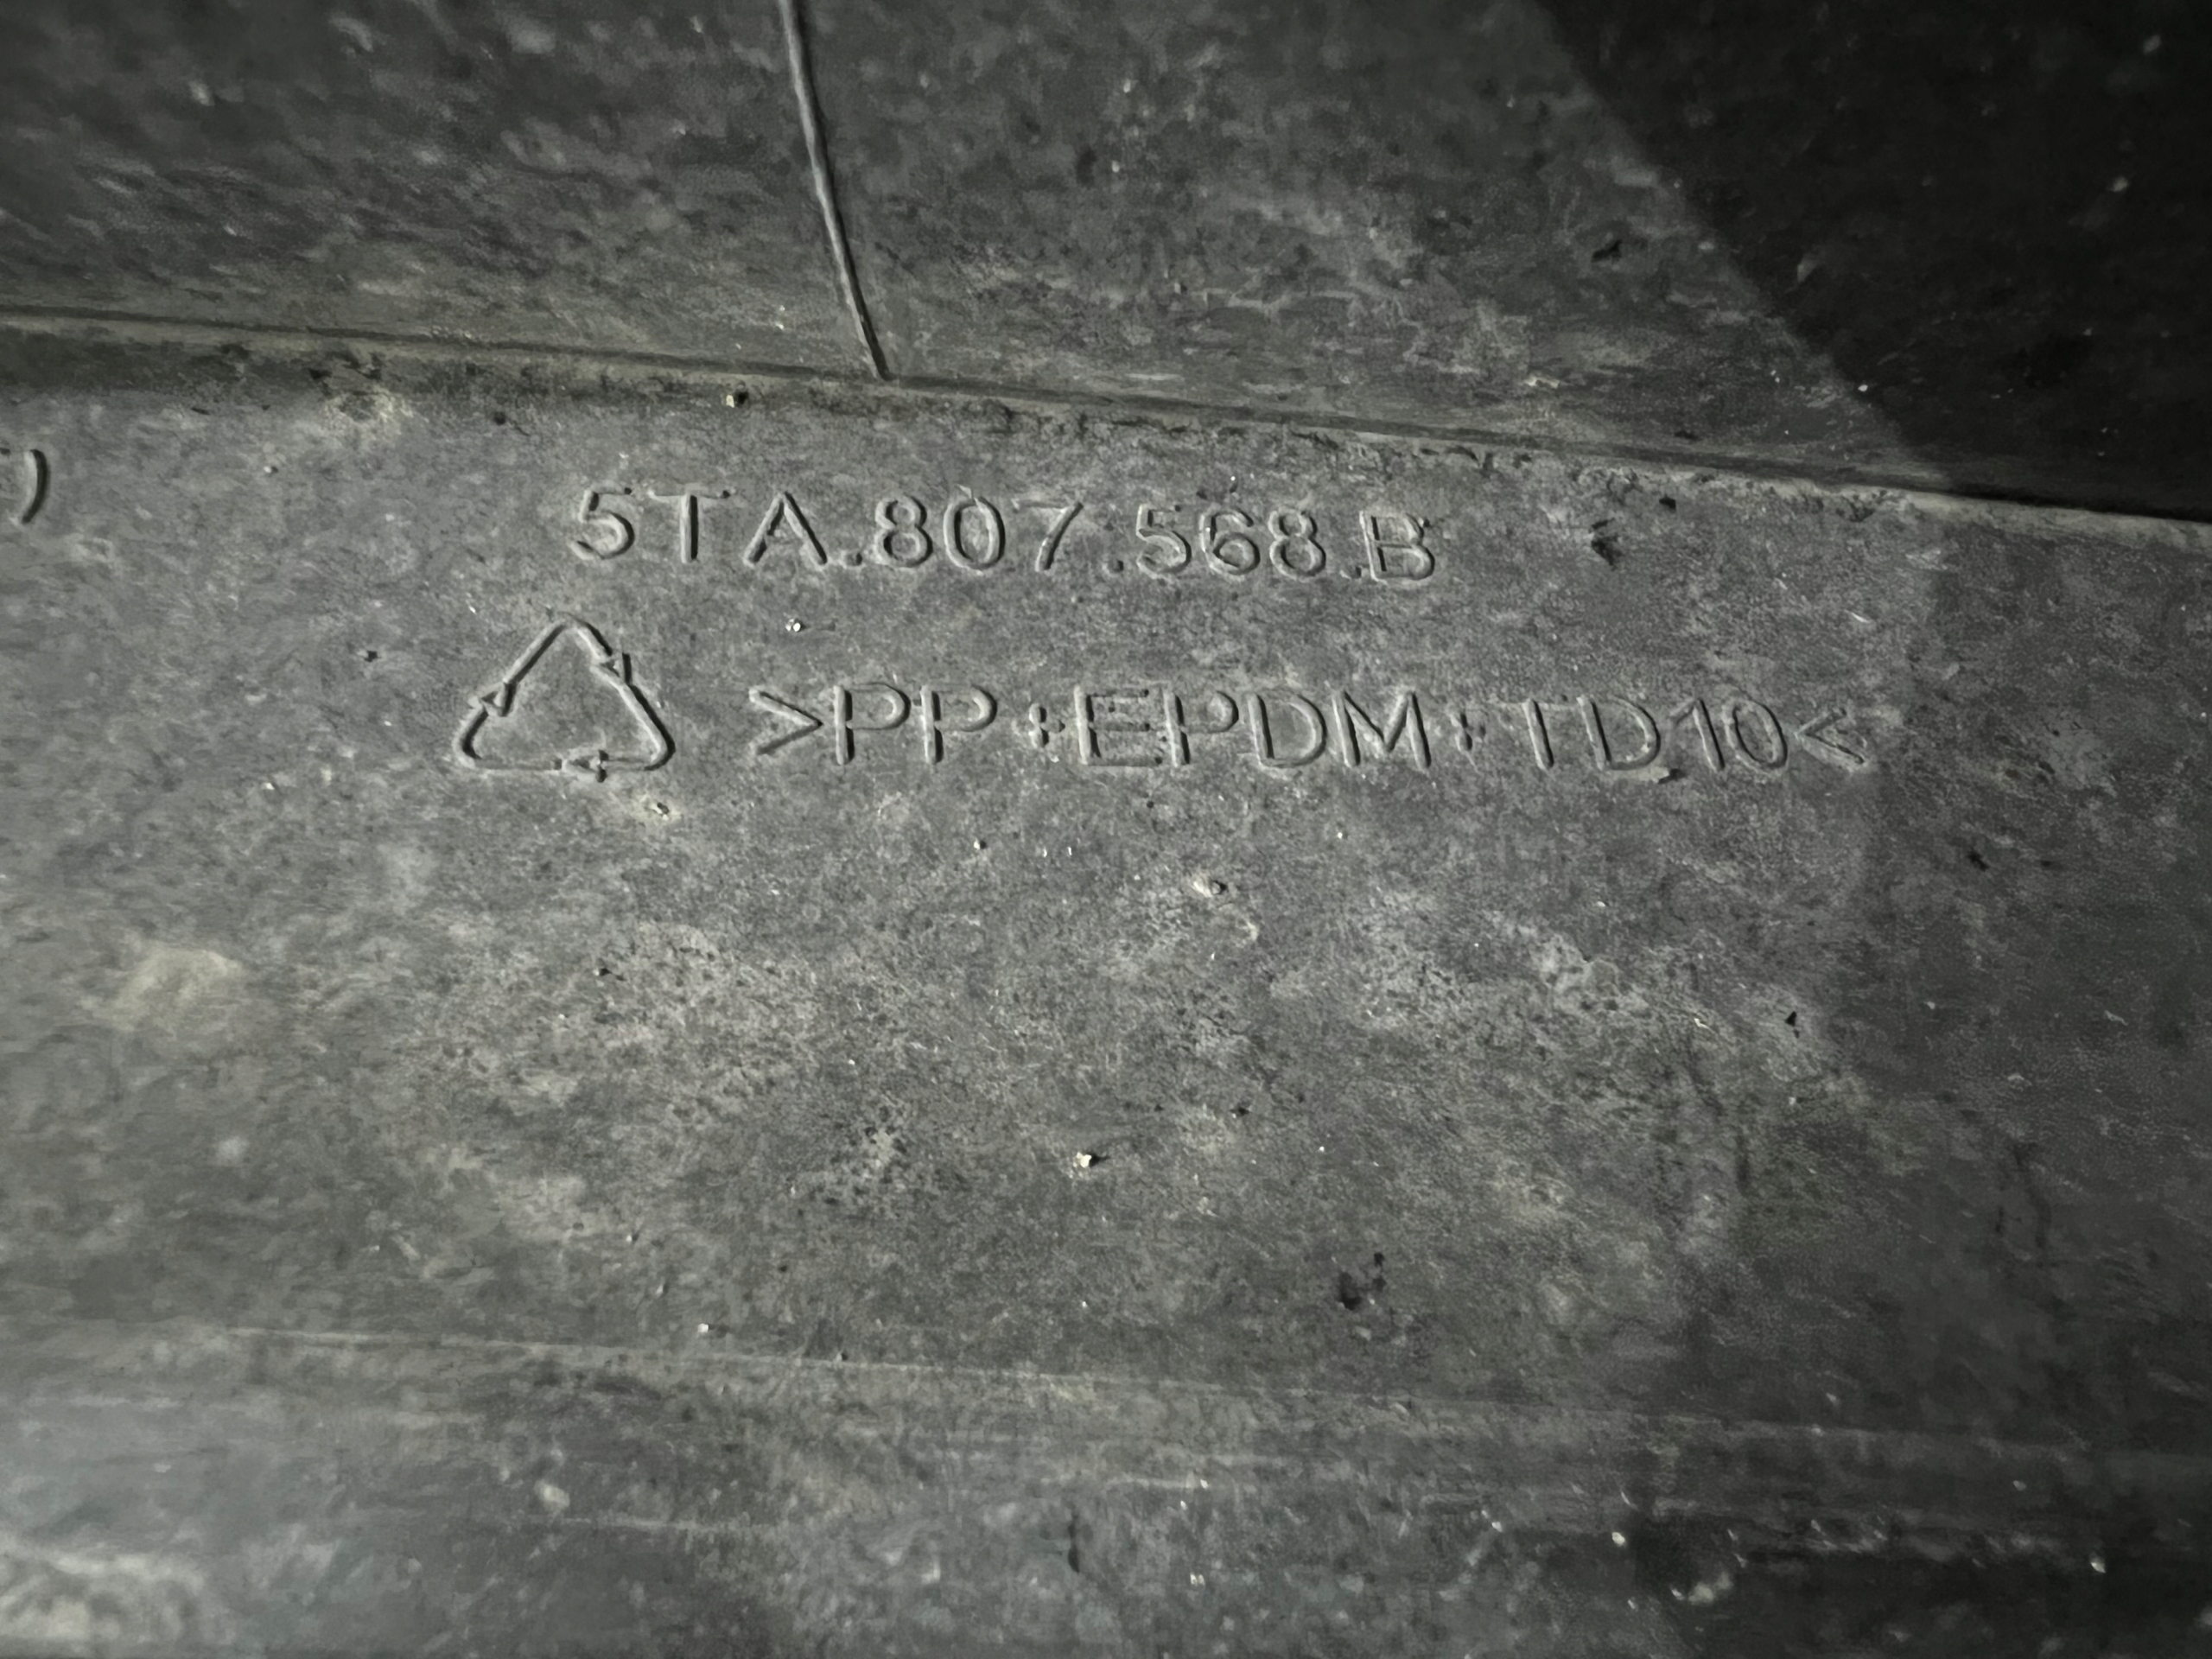 )
5TA.807.568.B
>PP+EPDM+TD10<